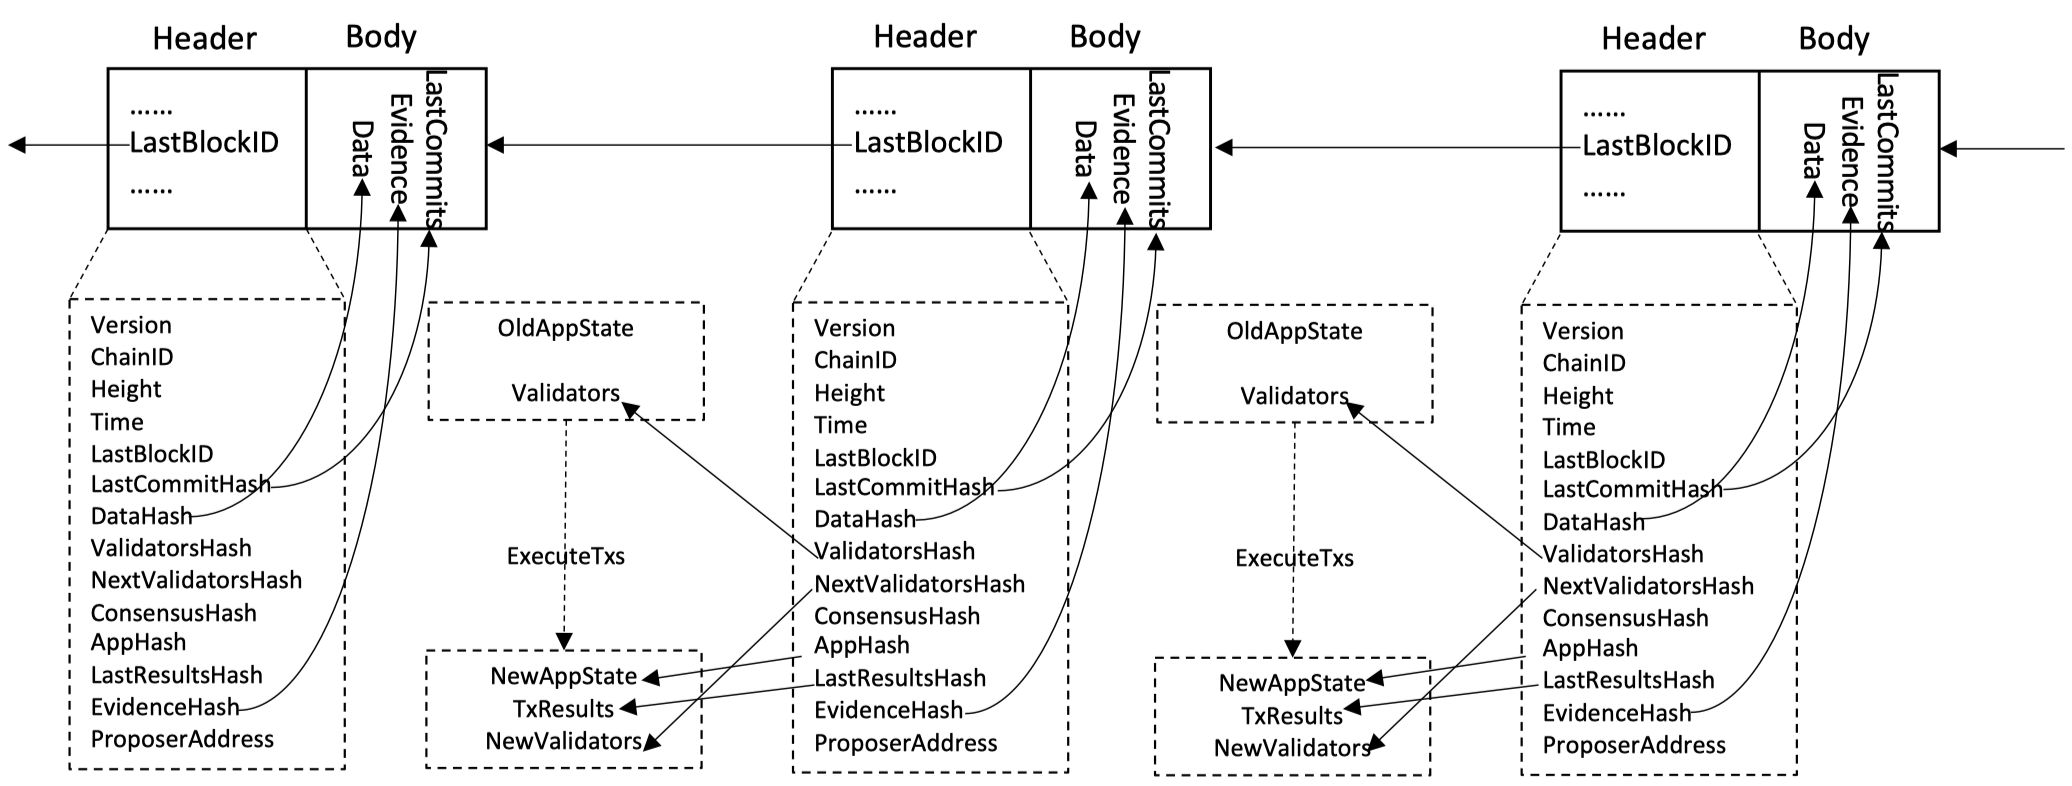 Header Body
……
LastBlockID
……
Data
Evidence
LastCommits
Header Body
……
LastBlockID
……
Data
Evidence
LastCommits
Header Body
……
LastBlockID
……
Data
Evidence
LastCommits
Version
ChainID
Height
Time
LastBlockID
LastCommitHash
DataHash
ValidatorsHash
NextValidatorsHash
ConsensusHash
AppHash
LastResultsHash
EvidenceHash
ProposerAddress
OldAppState
Validators
ExecuteTxs
NewAppState
TxResults
NewValidators
Version
ChainID
Height
Time
LastBlockID
LastCommitHash
DataHash
ValidatorsHash
NextValidatorsHash
ConsensusHash
AppHash
LastResultsHash
EvidenceHash
ProposerAddress
OldAppState
Validators
ExecuteTxs
NewAppState
TxResults
NewValidators
Version
ChainID
Height
Time
LastBlockID
LastCommitHash
DataHash
ValidatorsHash
NextValidatorsHash
ConsensusHash
AppHash
LastResultsHash
EvidenceHash
ProposerAddress